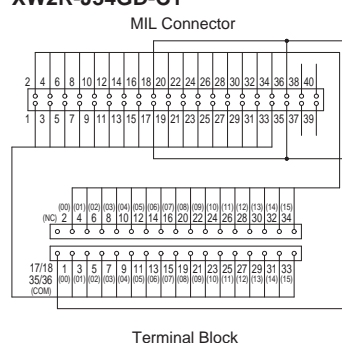 XW2R-J34GD-C1
MIL Connector
2 4 6 8 10 12 14 16 18 20 22 24 26 28 30 32 34 36 38 40
1 3 5 7 9 11 13 15 17 19 21 23 25 27 29 31 33 35 37 39
(00) (01) (02) (03) (04) (05) (06) (07) (08) (09) (10) (11) (12) (13) (14) (15)
(NC) 2 4 6 8 10 12 14 16 20 22 24 26 28 30 32 34
17/18 1 3 5 7 9 11 13 15 19 21 23 25 27 29 31 33
35/36 (00) (01) (02) (03) (04) (05) (06) (07) (08) (09) (10) (11) (12) (13) (14) (15)
(COM)
Terminal Block